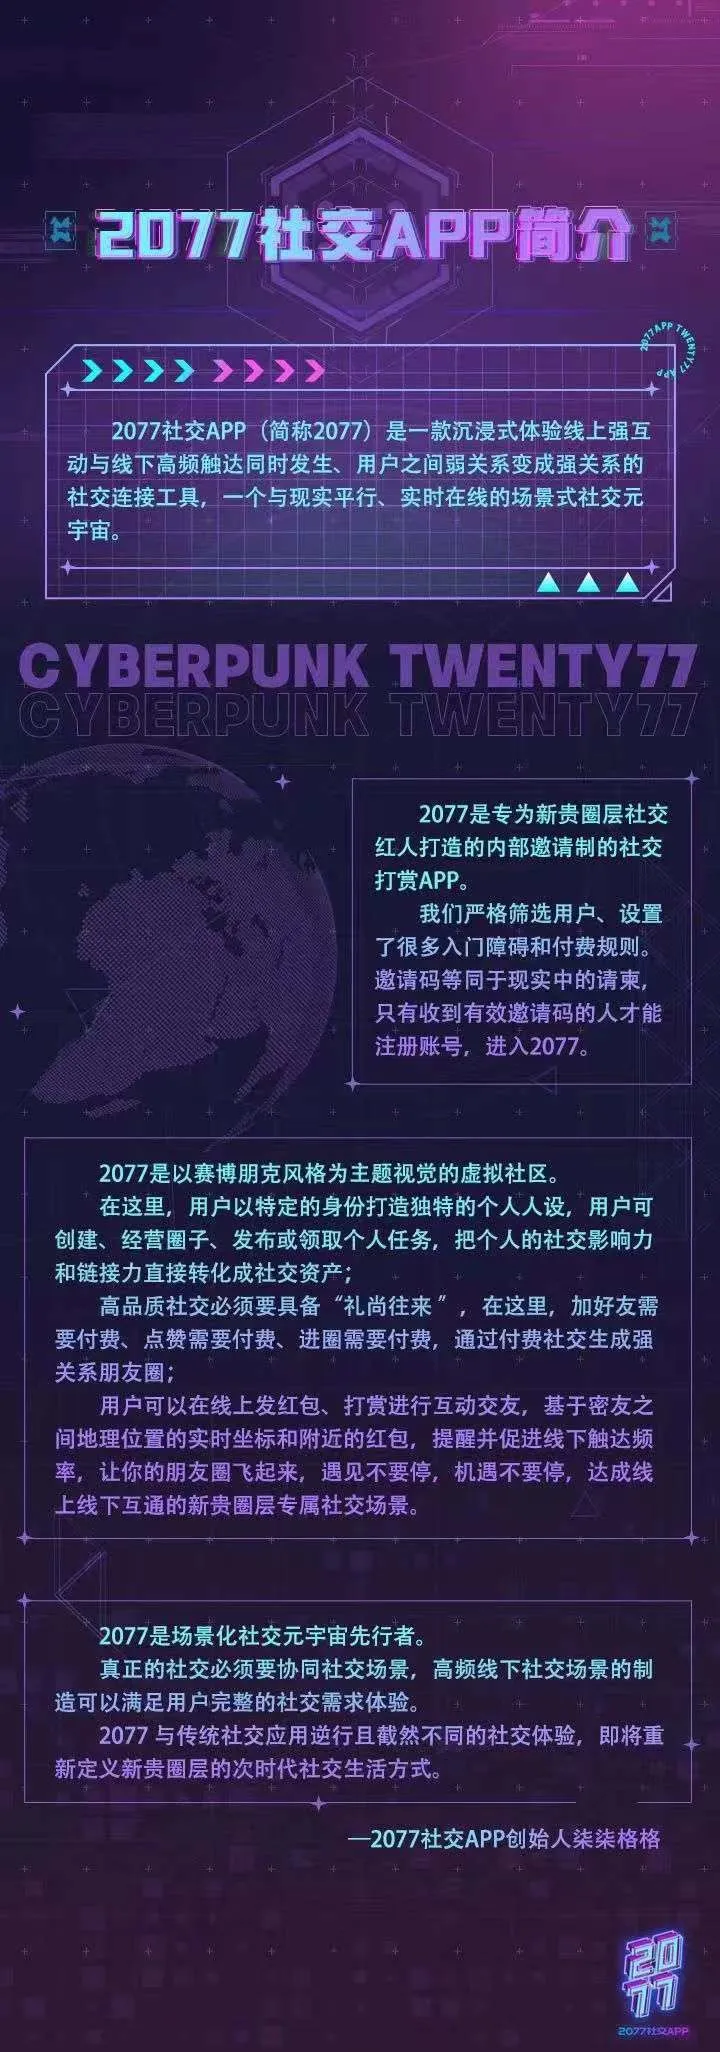 2077社交APP简介
2077APP TWENTY77 APP
2077社交APP（简称2077）是一款沉浸式体验线上强互
动与线下高频触达同时发生、用户之间弱关系变成强关系的
社交连接工具，一个与现实平行、实时在线的场景式社交元
宇宙。
CYBERPUNK TWENTY77
CYBERPUNK TWENTY77
2077是专为新贵圈层社交
红人打造的内部邀请制的社交
打赏APP。
我们严格筛选用户、设置
了很多入门障碍和付费规则。
邀请码等同于现实中的请柬，
只有收到有效邀请码的人才能
注册账号，进入2077。
2077是以赛博朋克风格为主题视觉的虚拟社区。
在这里，用户以特定的身份打造独特的个人人设，用户可
创建、经营圈子、发布或领取个人任务，把个人的社交影响力
和链接力直接转化成社交资产；
高品质社交必须要具备“礼尚往来 ”，在这里，加好友需
要付费、点赞需要付费、进圈需要付费，通过付费社交生成强
关系朋友圈；
用户可以在线上发红包、打赏进行互动交友，基于密友之
间地理位置的实时坐标和附近的红包，提醒并促进线下触达频
率，让你的朋友圈飞起来，遇见不要停，机遇不要停，达成线
上线下互通的新贵圈层专属社交场景。
2077是场景化社交元宇宙先行者。
真正的社交必须要协同社交场景，高频线下社交场景的制
造可以满足用户完整的社交需求体验。
2077 与传统社交应用逆行且截然不同的社交体验，即将重
新定义新贵圈层的次时代社交生活方式。
—2077社交APP创始人柒柒格格
20
77
2077社交APP